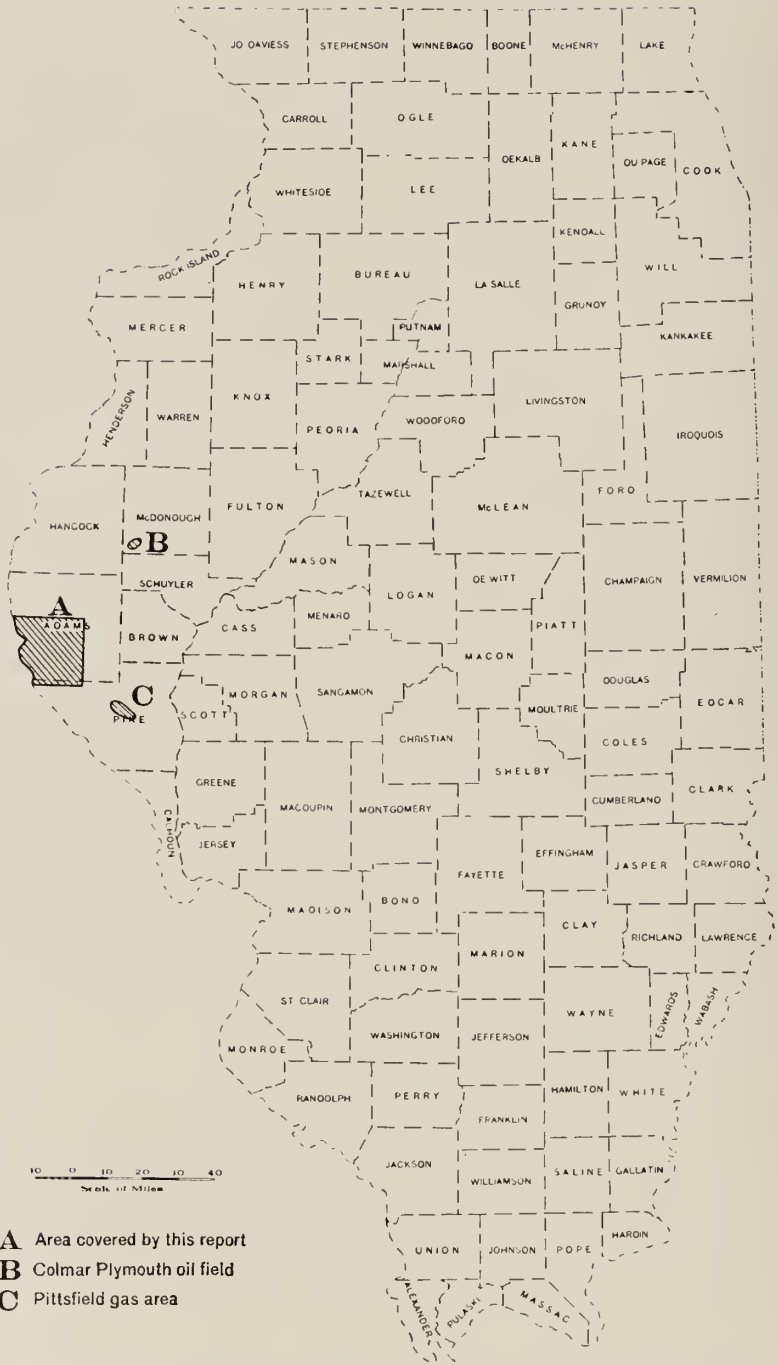 JO DAVIESS STEPHENSON WINNEBAGO BOONE McHENRY LAKE
CARROLL OGLE DEKALB KANE DU PAGE COOK
WHITESIDE LEE
KENDALL
ROCK ISLAND HENRY BUREAU LA SALLE WILL
GRUNDY
MERCER PUTNAM KANKAKEE
STARK MARSHALL
HENDERSON WARREN KNOX PEORIA WOODFORD LIVINGSTON IROQUOIS
TAZEWELL FORD
HANCOCK McDONOUGH FULTON McLEAN
B
MASON
SCHUYLER DE WITT CHAMPAIGN VERMILION
LOGAN
A
ADAMS CASS MENARD PIATT
BROWN MACON
C DOUGLAS
PIKE SCOTT MORGAN SANGAMON MOULTRIE EDGAR
CHRISTIAN COLES
SHELBY
GREENE CLARK
CALHOUN MACOUPIN MONTGOMERY CUMBERLAND
JERSEY EFFINGHAM
FAYETTE JASPER CRAWFORD
MADISON BOND
CLAY
RICHLAND LAWRENCE
CLINTON MARION
ST CLAIR WAYNE EDWARDS WABASH
WASHINGTON JEFFERSON
MONROE
RANDOLPH PERRY HAMILTON WHITE
FRANKLIN
JACKSON
10 0 10 20 30 40
Scale of Miles
WILLIAMSON SALINE GALLATIN
A Area covered by this report
HARDIN
UNION JOHNSON POPE
B Colmar Plymouth oil field
C Pittsfield gas area
ALEXANDER PULASKI MASSAC